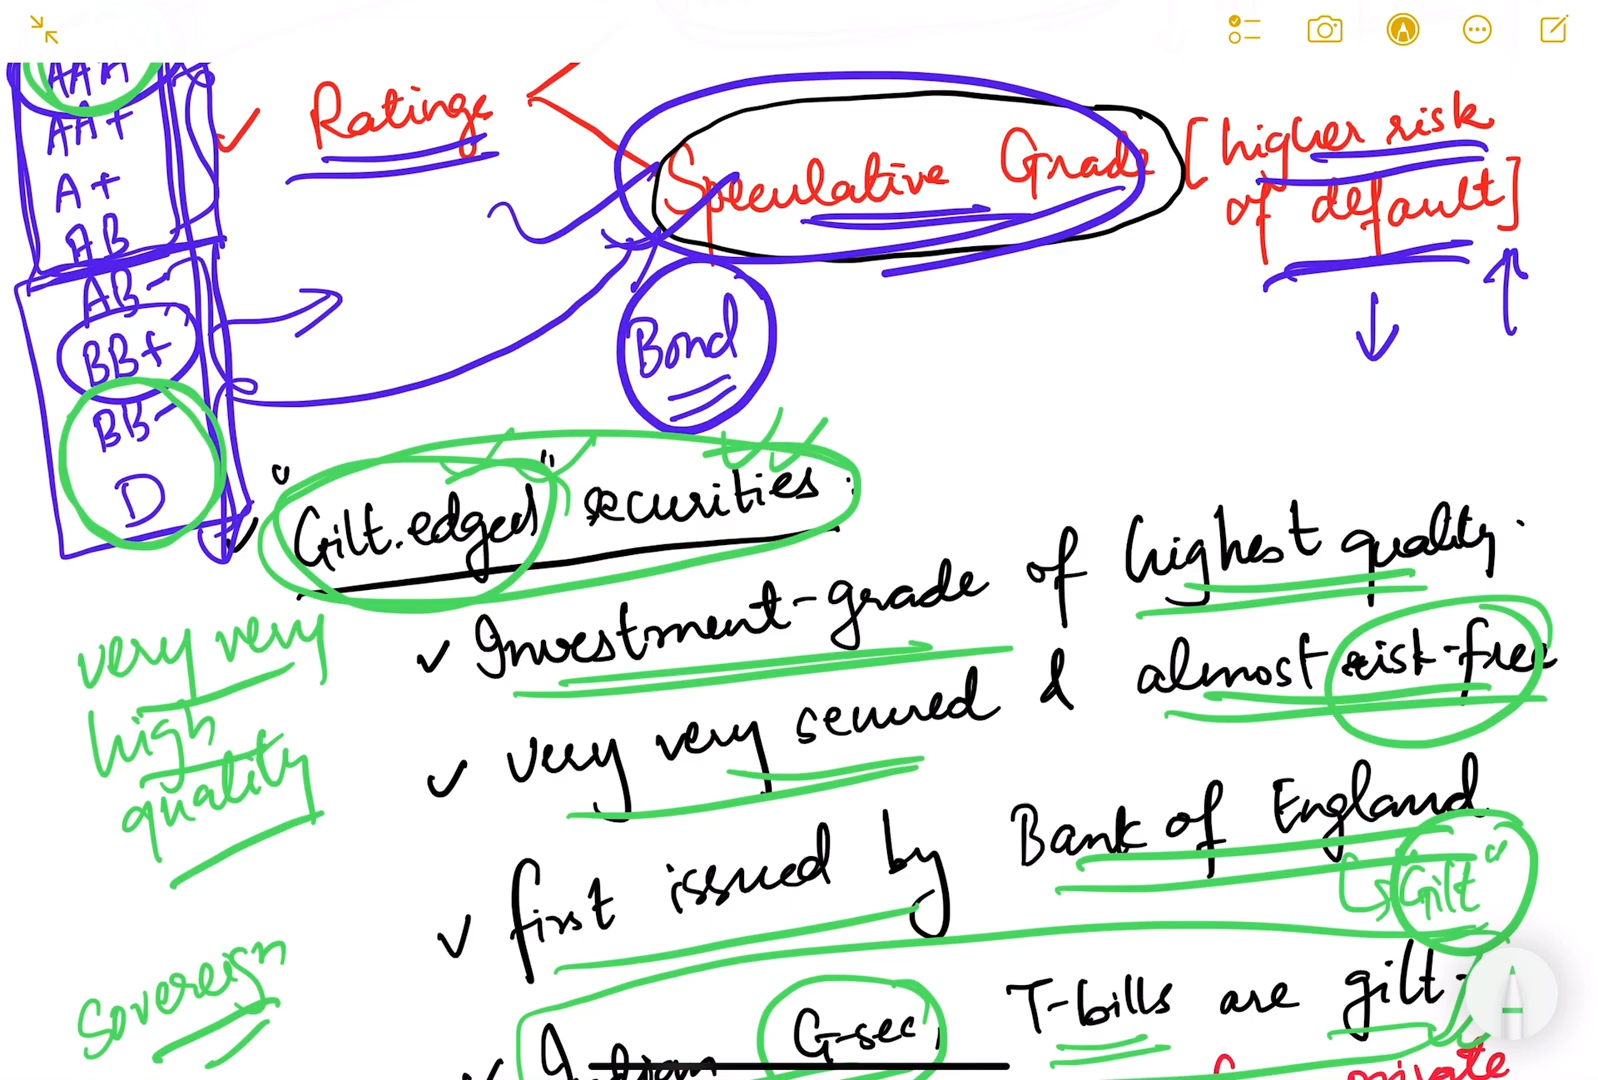 AAA
AA+
A+
AB
AB-
BB+
BB-
D
Ratings
Speculative Grade [higher risk
of default]
Bond
"Gilt-edged" securities:
very very
high
quality
Investment-grade of highest quality.
very very secured & almost risk-free
first issued by Bank of England
Gilt"
Sovereign
Indian G-sec, T-bills are gilt-
private